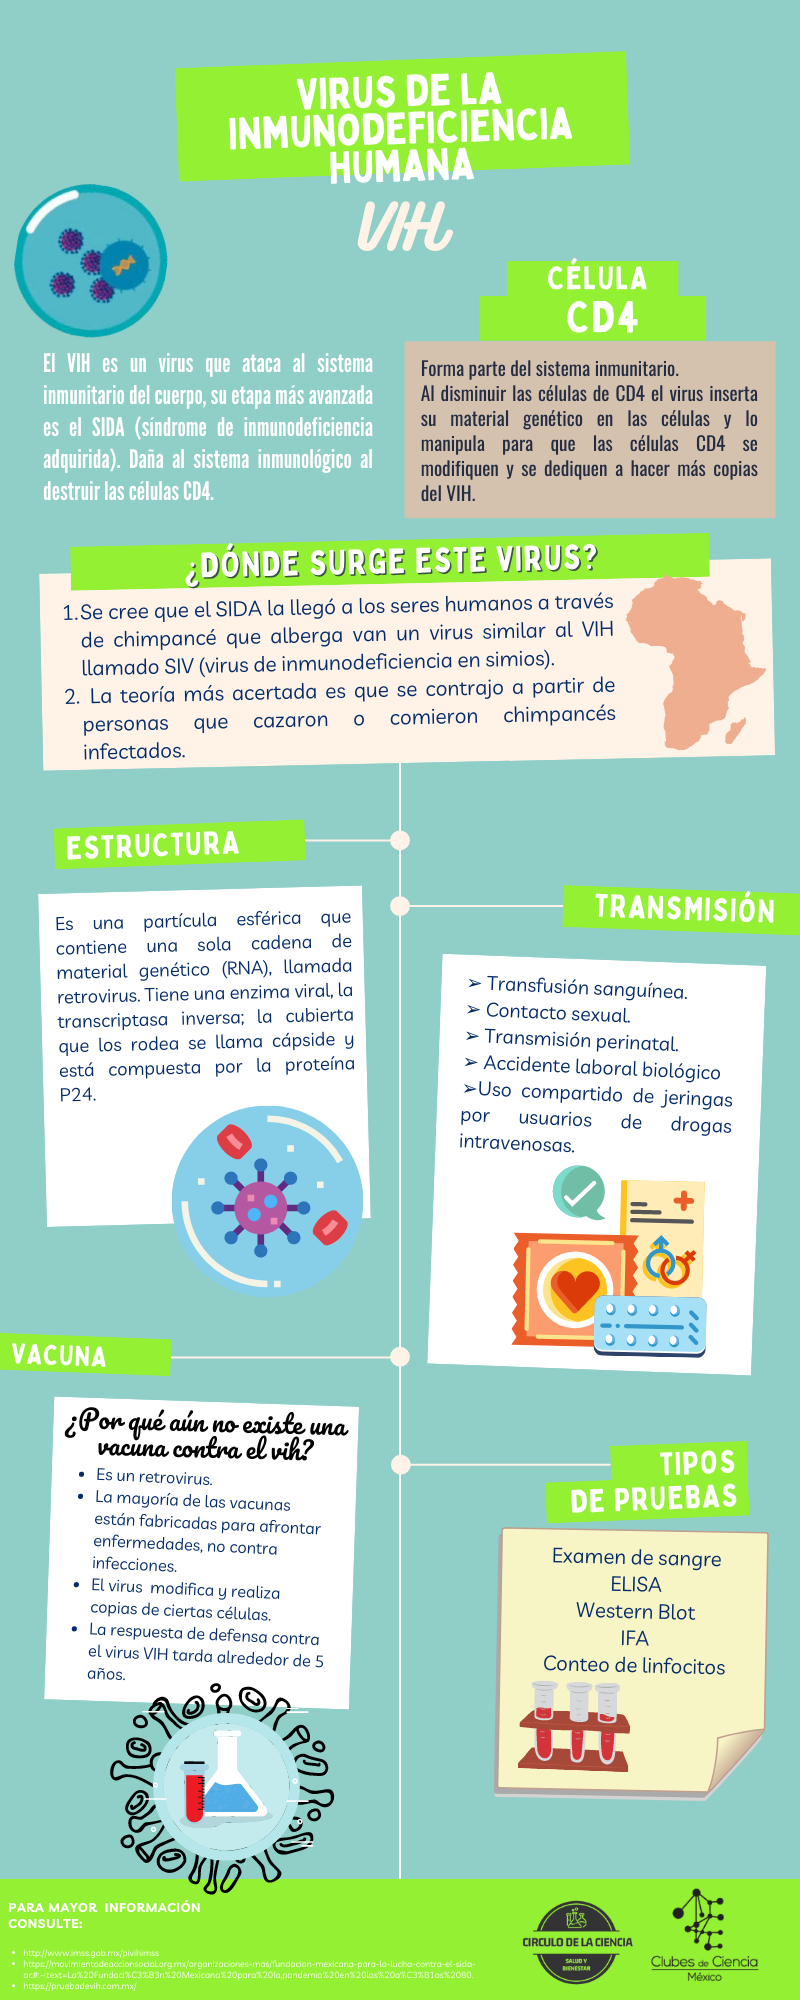 VIRUS DE LA
INMUNODEFICIENCIA
HUMANA
VIH
El VIH es un virus que ataca al sistema
inmunitario del cuerpo, su etapa más avanzada
es el SIDA (síndrome de inmunodeficiencia
adquirida). Daña al sistema inmunológico al
destruir las células CD4.
CÉLULA
CD4
Forma parte del sistema inmunitario.
Al disminuir las células de CD4 el virus inserta
su material genético en las células y lo
manipula para que las células CD4 se
modifiquen y se dediquen a hacer más copias
del VIH.
¿DÓNDE SURGE ESTE VIRUS?
1. Se cree que el SIDA la llegó a los seres humanos a través
de chimpancé que alberga van un virus similar al VIH
llamado SIV (virus de inmunodeficiencia en simios).
2. La teoría más acertada es que se contrajo a partir de
personas que cazaron o comieron chimpancés
infectados.
ESTRUCTURA
Es una partícula esférica que
contiene una sola cadena de
material genético (RNA), llamada
retrovirus. Tiene una enzima viral, la
transcriptasa inversa; la cubierta
que los rodea se llama cápside y
está compuesta por la proteína
P24.
TRANSMISIÓN
➢ Transfusión sanguínea.
➢ Contacto sexual.
➢ Transmisión perinatal.
➢ Accidente laboral biológico
➢Uso compartido de jeringas
por usuarios de drogas
intravenosas.
VACUNA
¿Por qué aún no existe una
vacuna contra el vih?
• Es un retrovirus.
• La mayoría de las vacunas
están fabricadas para afrontar
enfermedades, no contra
infecciones.
• El virus modifica y realiza
copias de ciertas células.
• La respuesta de defensa contra
el virus VIH tarda alrededor de 5
años.
TIPOS
DE PRUEBAS
Examen de sangre
ELISA
Western Blot
IFA
Conteo de linfocitos
PARA MAYOR INFORMACIÓN
CONSULTE:
• http://www.imss.gob.mx/pivihimss
• https://movimientodeaccionsocial.org.mx/organizaciones-mas/fundacion-mexicana-para-la-lucha-contra-el-sida-
ac#:~:text=La%20Fundaci%C3%B3n%20Mexicana%20para%20la,pandemia%20en%20los%20a%C3%B1os%2080.
• https://pruebadevih.com.mx/
CIRCULO DE LA CIENCIA
SALUD Y
BIENESTAR
Clubes de Ciencia
México